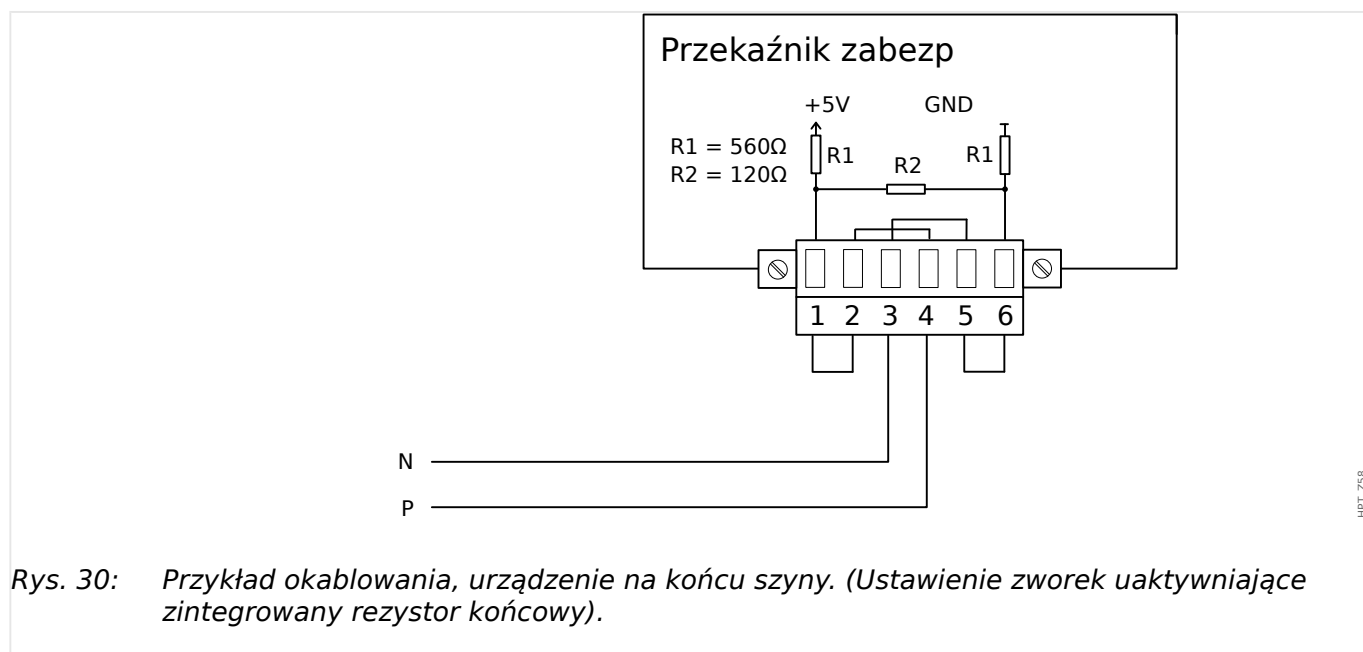 Przekaźnik zabezp
+5V GND
R1 = 560Ω
R2 = 120Ω
R1 R2 R1
1 2 3 4 5 6
N
P
HPT_Z58
Rys. 30: Przykład okablowania, urządzenie na końcu szyny. (Ustawienie zworek uaktywniające
zintegrowany rezystor końcowy).